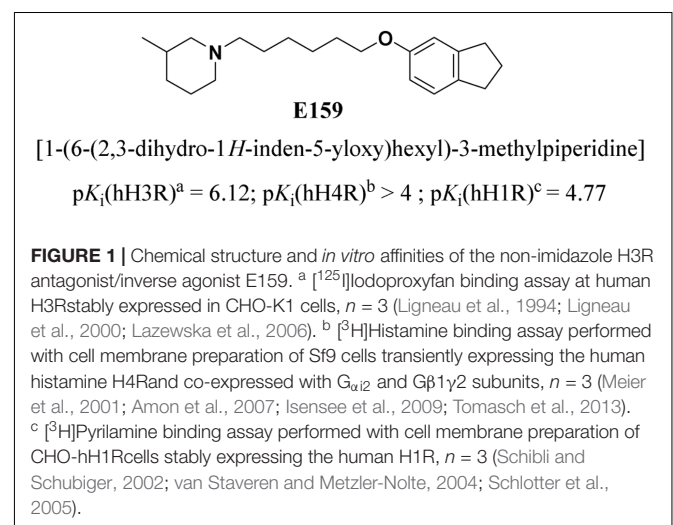 N
O
E159
[1-(6-(2,3-dihydro-1H-inden-5-yloxy)hexyl)-3-methylpiperidine]
pKi(hH3R)a = 6.12; pKi(hH4R)b > 4 ; pKi(hH1R)c = 4.77
FIGURE 1 | Chemical structure and in vitro affinities of the non-imidazole H3R
antagonist/inverse agonist E159. a [125I]Iodoproxyfan binding assay at human
H3Rstably expressed in CHO-K1 cells, n = 3 (Ligneau et al., 1994; Ligneau
et al., 2000; Lazewska et al., 2006). b [3H]Histamine binding assay performed
with cell membrane preparation of Sf9 cells transiently expressing the human
histamine H4Rand co-expressed with Gαi2 and Gβ1γ2 subunits, n = 3 (Meier
et al., 2001; Amon et al., 2007; Isensee et al., 2009; Tomasch et al., 2013).
c [3H]Pyrilamine binding assay performed with cell membrane preparation of
CHO-hH1Rcells stably expressing the human H1R, n = 3 (Schibli and
Schubiger, 2002; van Staveren and Metzler-Nolte, 2004; Schlotter et al.,
2005).